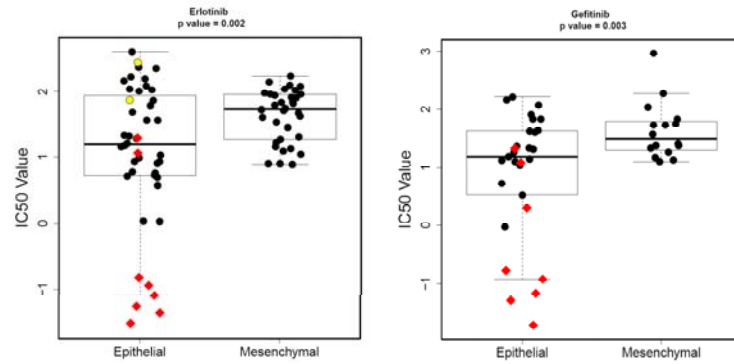 Erlotinib
p value = 0.002
IC50 Value
2
1
0
−1
Epithelial
Mesenchymal
Gefitinib
p value = 0.003
IC50 Value
3
2
1
0
−1
Epithelial
Mesenchymal